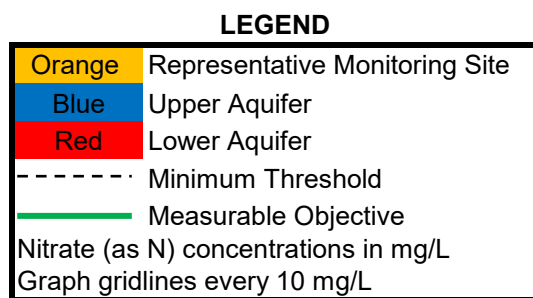 LEGEND
Orange Representative Monitoring Site
Blue Upper Aquifer
Red Lower Aquifer
Minimum Threshold
Measurable Objective
Nitrate (as N) concentrations in mg/L
Graph gridlines every 10 mg/L